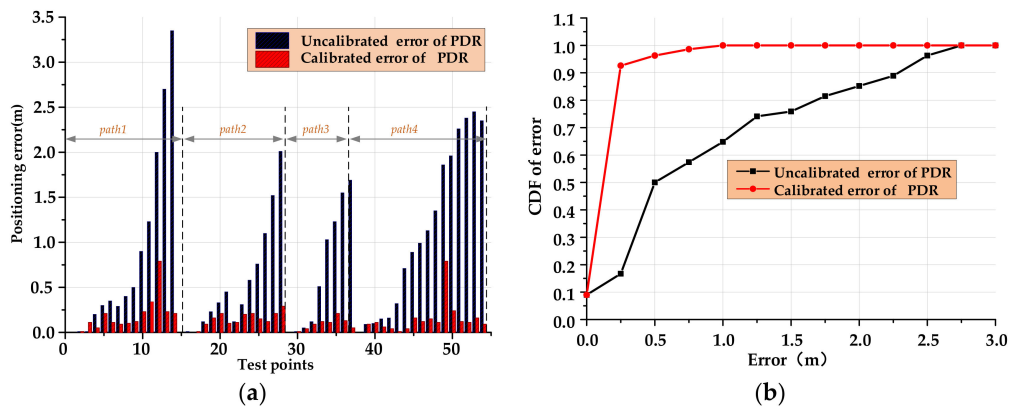 3.5
3.0
2.5
2.0
1.5
1.0
0.5
0.0
Positioning error(m)
Uncalibrated error of PDR
Calibrated error of PDR
path1
path2
path3
path4
0
10
20
30
40
50
Test points
(a)
1.1
1.0
0.9
0.8
0.7
0.6
0.5
0.4
0.3
0.2
0.1
0.0
CDF of error
Uncalibrated error of PDR
Calibrated error of PDR
0.0
0.5
1.0
1.5
2.0
2.5
3.0
Error（m）
(b)